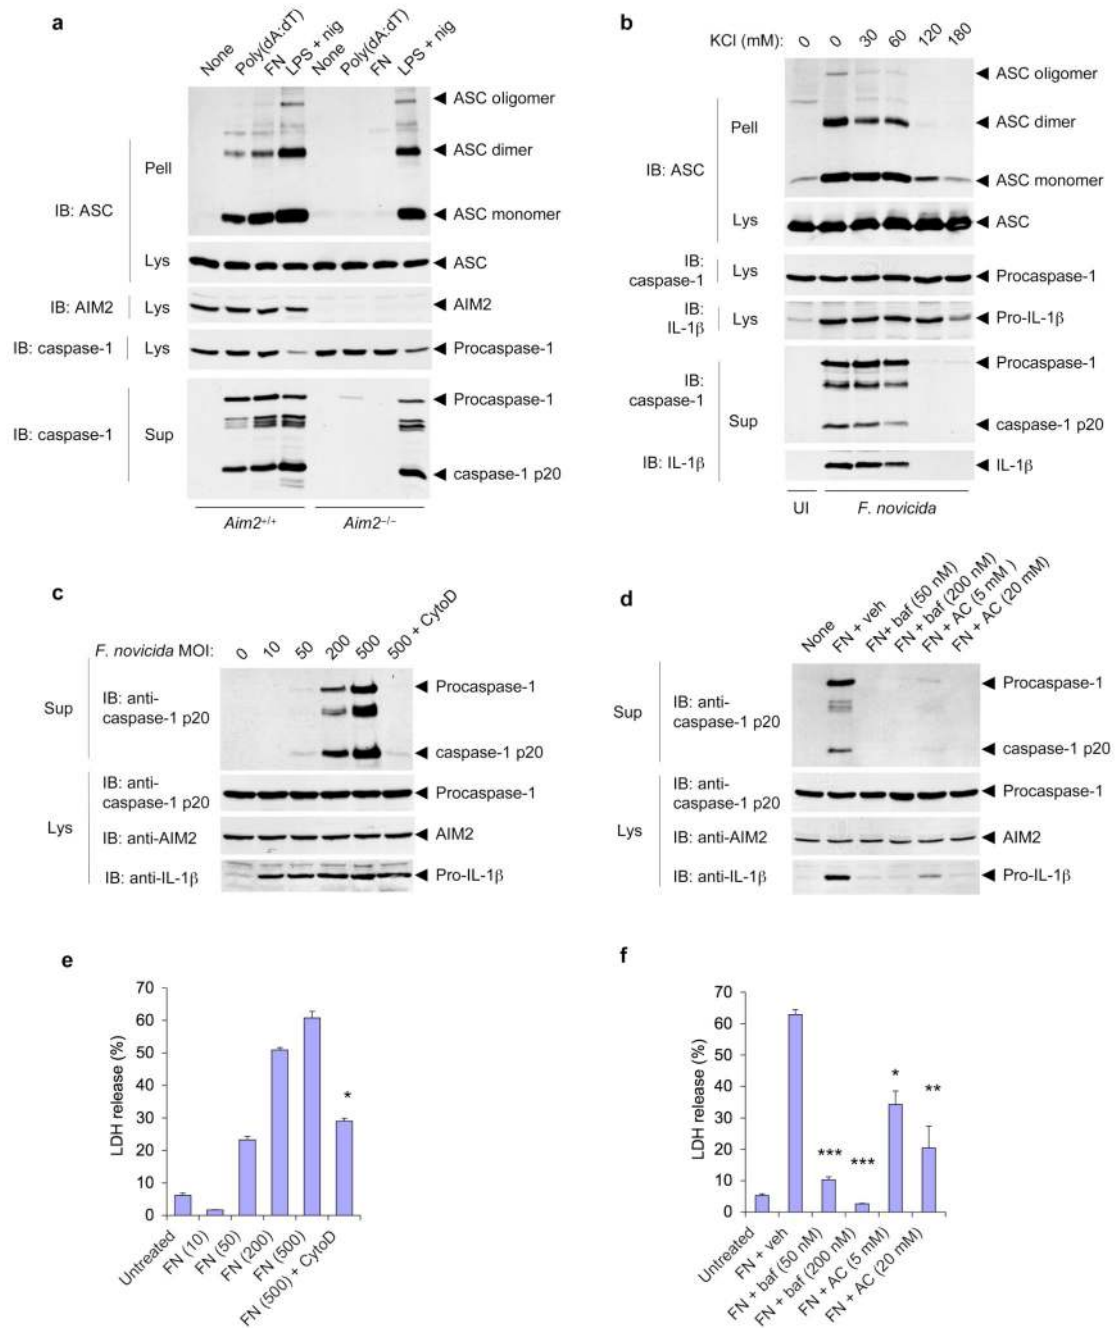 a
None
Poly(dA:dT)
FN
LPS + nig
None
Poly(dA:dT)
FN
LPS + nig
ASC oligomer
ASC dimer
Pell
IB: ASC
ASC monomer
Lys
ASC
IB: AIM2
Lys
AIM2
IB: caspase-1
Lys
Procaspase-1
Procaspase-1
IB: caspase-1
Sup
caspase-1 p20
Aim2+/+
Aim2−/−
b
KCl (mM):
0
0
30
60
120
180
ASC oligomer
Pell
ASC dimer
IB: ASC
ASC monomer
Lys
ASC
IB:
caspase-1
Lys
Procaspase-1
IB:
IL-1β
Lys
Pro-IL-1β
Procaspase-1
IB:
caspase-1
Sup
caspase-1 p20
IB: IL-1β
IL-1β
UI
F. novicida
c
F. novicida MOI:
0
10
50
200
500
500 + CytoD
Sup
IB: anti-
caspase-1 p20
Procaspase-1
caspase-1 p20
IB: anti-
caspase-1 p20
Procaspase-1
Lys
IB: anti-AIM2
AIM2
IB: anti-IL-1β
Pro-IL-1β
d
None
FN + veh
FN+ baf (50 nM)
FN + baf (200 nM)
FN + AC (5 mM )
FN + AC (20 mM)
Sup
IB: anti-
caspase-1 p20
Procaspase-1
caspase-1 p20
IB: anti-
caspase-1 p20
Procaspase-1
Lys
IB: anti-AIM2
AIM2
IB: anti-IL-1β
Pro-IL-1β
e
LDH release (%)
70
60
50
40
30
20
10
0
*
Untreated
FN (10)
FN (50)
FN (200)
FN (500)
FN (500) + CytoD
f
LDH release (%)
70
60
50
40
30
20
10
0
***
***
*
**
Untreated
FN + veh
FN + baf (50 nM)
FN + baf (200 nM)
FN + AC (5 mM)
FN + AC (20 mM)